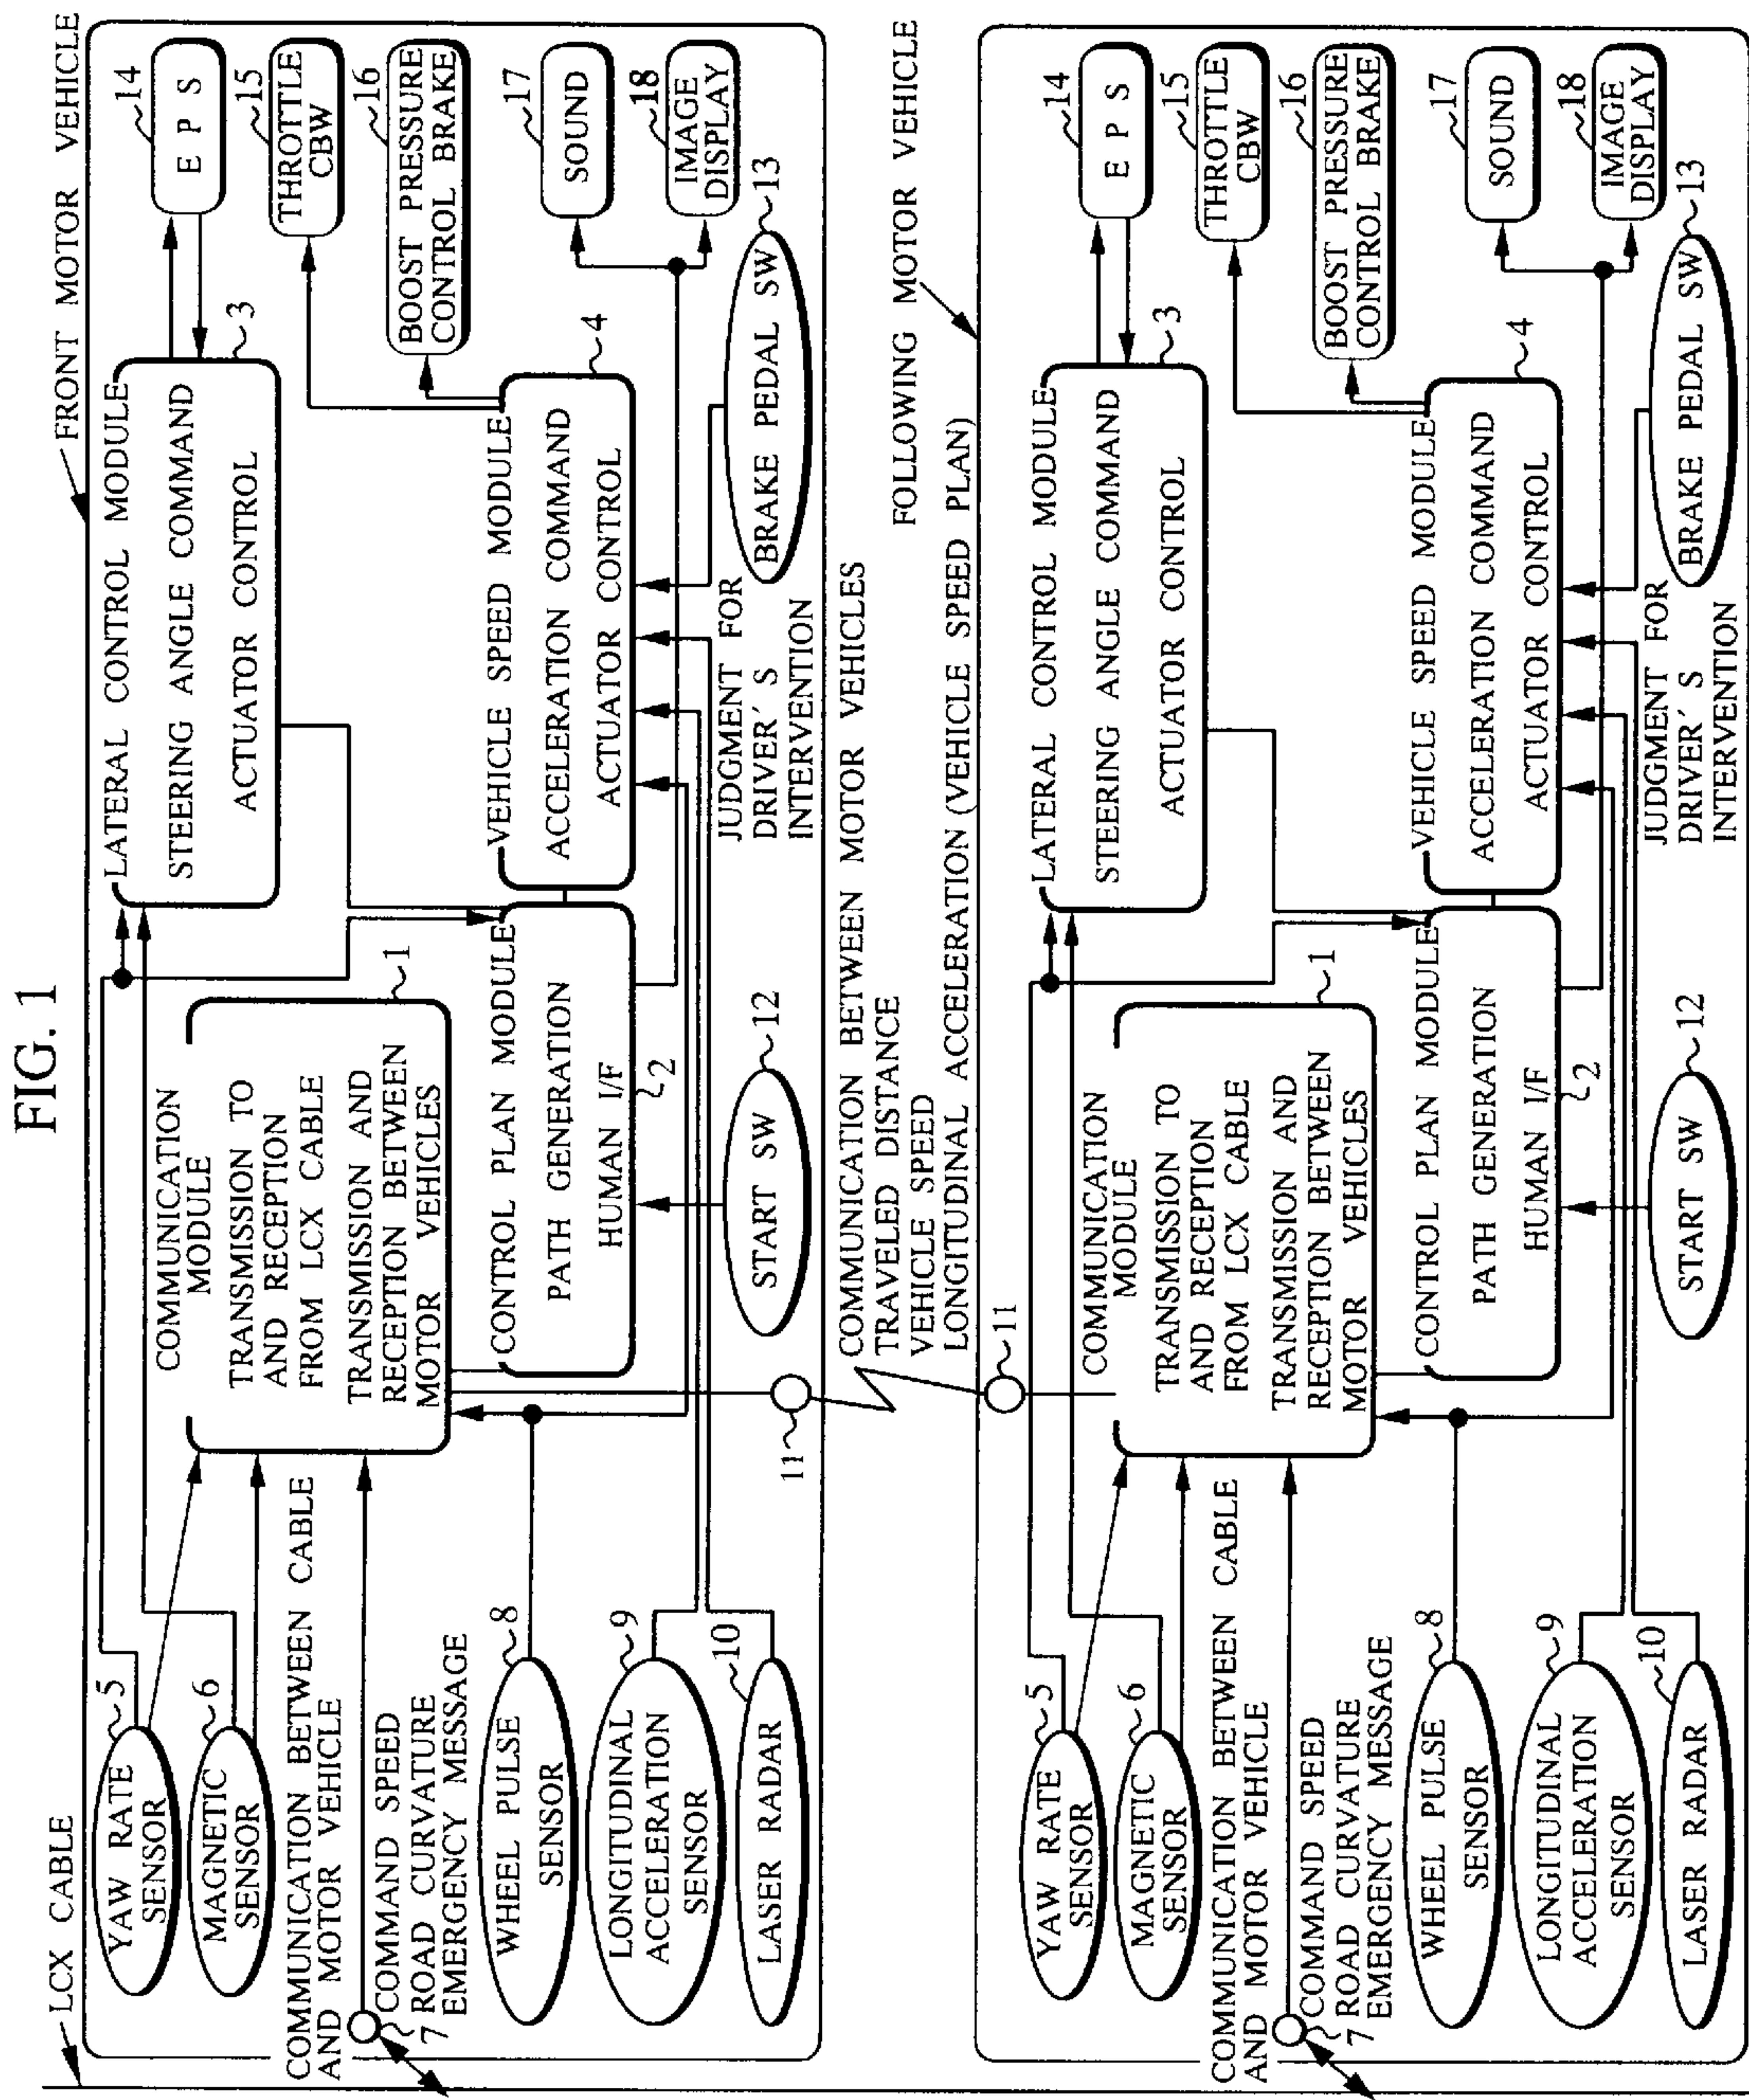 FIG. 1
LCX CABLE
FRONT MOTOR VEHICLE
YAW RATE
SENSOR
5
MAGNETIC
SENSOR
6
COMMUNICATION BETWEEN CABLE
AND MOTOR VEHICLE
7
COMMAND SPEED
ROAD CURVATURE
EMERGENCY MESSAGE
WHEEL PULSE
SENSOR
8
LONGITUDINAL
ACCELERATION
SENSOR
9
LASER RADAR
10
COMMUNICATION
MODULE
1
TRANSMISSION TO
AND RECEPTION
FROM LCX CABLE
TRANSMISSION AND
RECEPTION BETWEEN
MOTOR VEHICLES
CONTROL PLAN MODULE
PATH GENERATION
HUMAN I/F
2
START SW
12
11
LATERAL CONTROL MODULE
STEERING ANGLE COMMAND
ACTUATOR CONTROL
3
VEHICLE SPEED MODULE
ACCELERATION COMMAND
ACTUATOR CONTROL
4
JUDGMENT FOR
DRIVER'S
INTERVENTION
BRAKE PEDAL SW
13
14
E P S
15
THROTTLE
CBW
16
BOOST PRESSURE
CONTROL BRAKE
17
SOUND
18
IMAGE
DISPLAY
COMMUNICATION BETWEEN MOTOR VEHICLES
TRAVELED DISTANCE
VEHICLE SPEED
LONGITUDINAL ACCELERATION (VEHICLE SPEED PLAN)
FOLLOWING MOTOR VEHICLE
YAW RATE
SENSOR
5
MAGNETIC
SENSOR
6
COMMUNICATION BETWEEN CABLE
AND MOTOR VEHICLE
7
COMMAND SPEED
ROAD CURVATURE
EMERGENCY MESSAGE
WHEEL PULSE
SENSOR
8
LONGITUDINAL
ACCELERATION
SENSOR
9
LASER RADAR
10
11
COMMUNICATION
MODULE
1
TRANSMISSION TO
AND RECEPTION
FROM LCX CABLE
TRANSMISSION AND
RECEPTION BETWEEN
MOTOR VEHICLES
CONTROL PLAN MODULE
PATH GENERATION
HUMAN I/F
2
START SW
12
LATERAL CONTROL MODULE
STEERING ANGLE COMMAND
ACTUATOR CONTROL
3
VEHICLE SPEED MODULE
ACCELERATION COMMAND
ACTUATOR CONTROL
4
JUDGMENT FOR
DRIVER'S
INTERVENTION
BRAKE PEDAL SW
13
14
E P S
15
THROTTLE
CBW
16
BOOST PRESSURE
CONTROL BRAKE
17
SOUND
18
IMAGE
DISPLAY